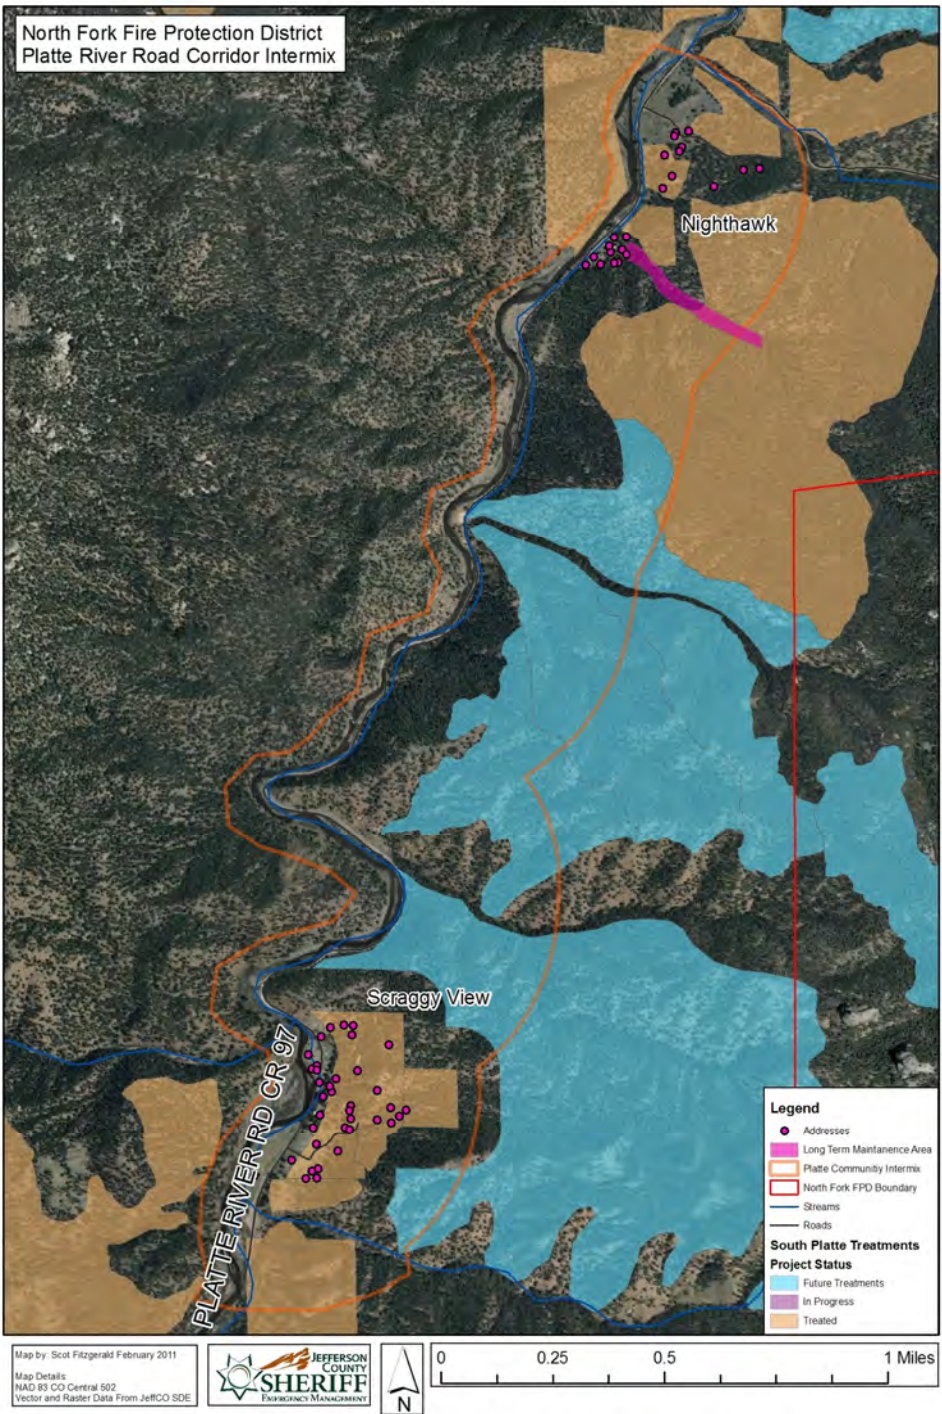 North Fork Fire Protection District
Platte River Road Corridor Intermix
Nighthawk
Scraggy View
PLATTE RIVER RD CR 97
Legend
Addresses
Long Term Maintanence Area
Platte Communitiy Intermix
North Fork FPD Boundary
Streams
Roads
South Platte Treatments
Project Status
Future Treatments
In Progress
Treated
Map by: Scot Fitzgerald February 2011
Map Details:
NAD 83 CO Central 502
Vector and Raster Data From JeffCO SDE
JEFFERSON
COUNTY
SHERIFF
EMERGENCY MANAGEMENT
N
0 0.25 0.5 1 Miles